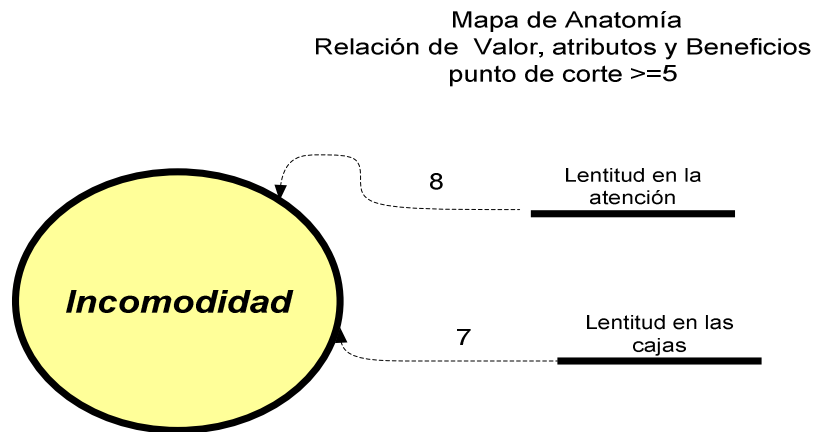 Mapa de Anatomía
Relación de Valor, atributos y Beneficios
punto de corte >=5
8
Lentitud en la
atención
Incomodidad
7
Lentitud en las
cajas